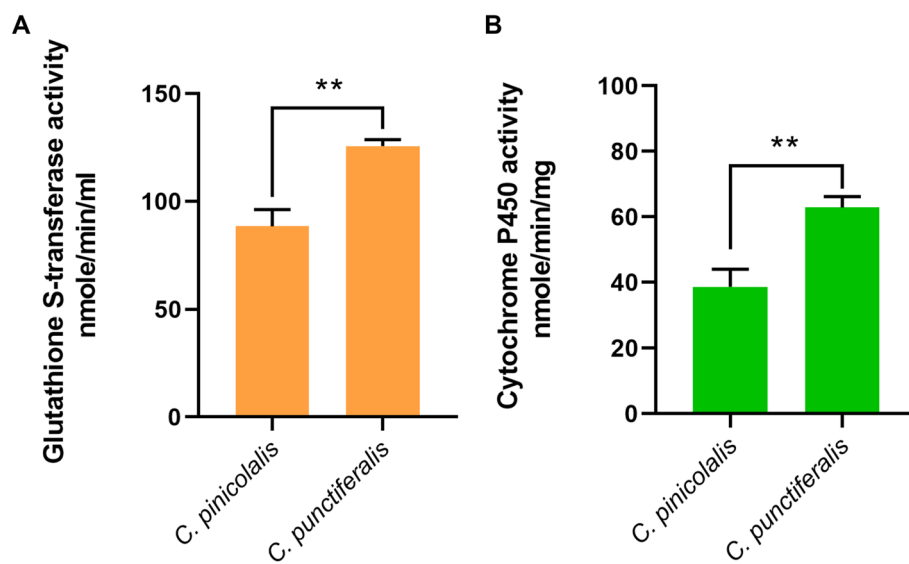 A
Glutathione S-transferase activity
nmole/min/ml
150
100
50
0
**
C. pinicolalis
C. punctiferalis
B
Cytochrome P450 activity
nmole/min/mg
100
80
60
40
20
0
**
C. pinicolalis
C. punctiferalis